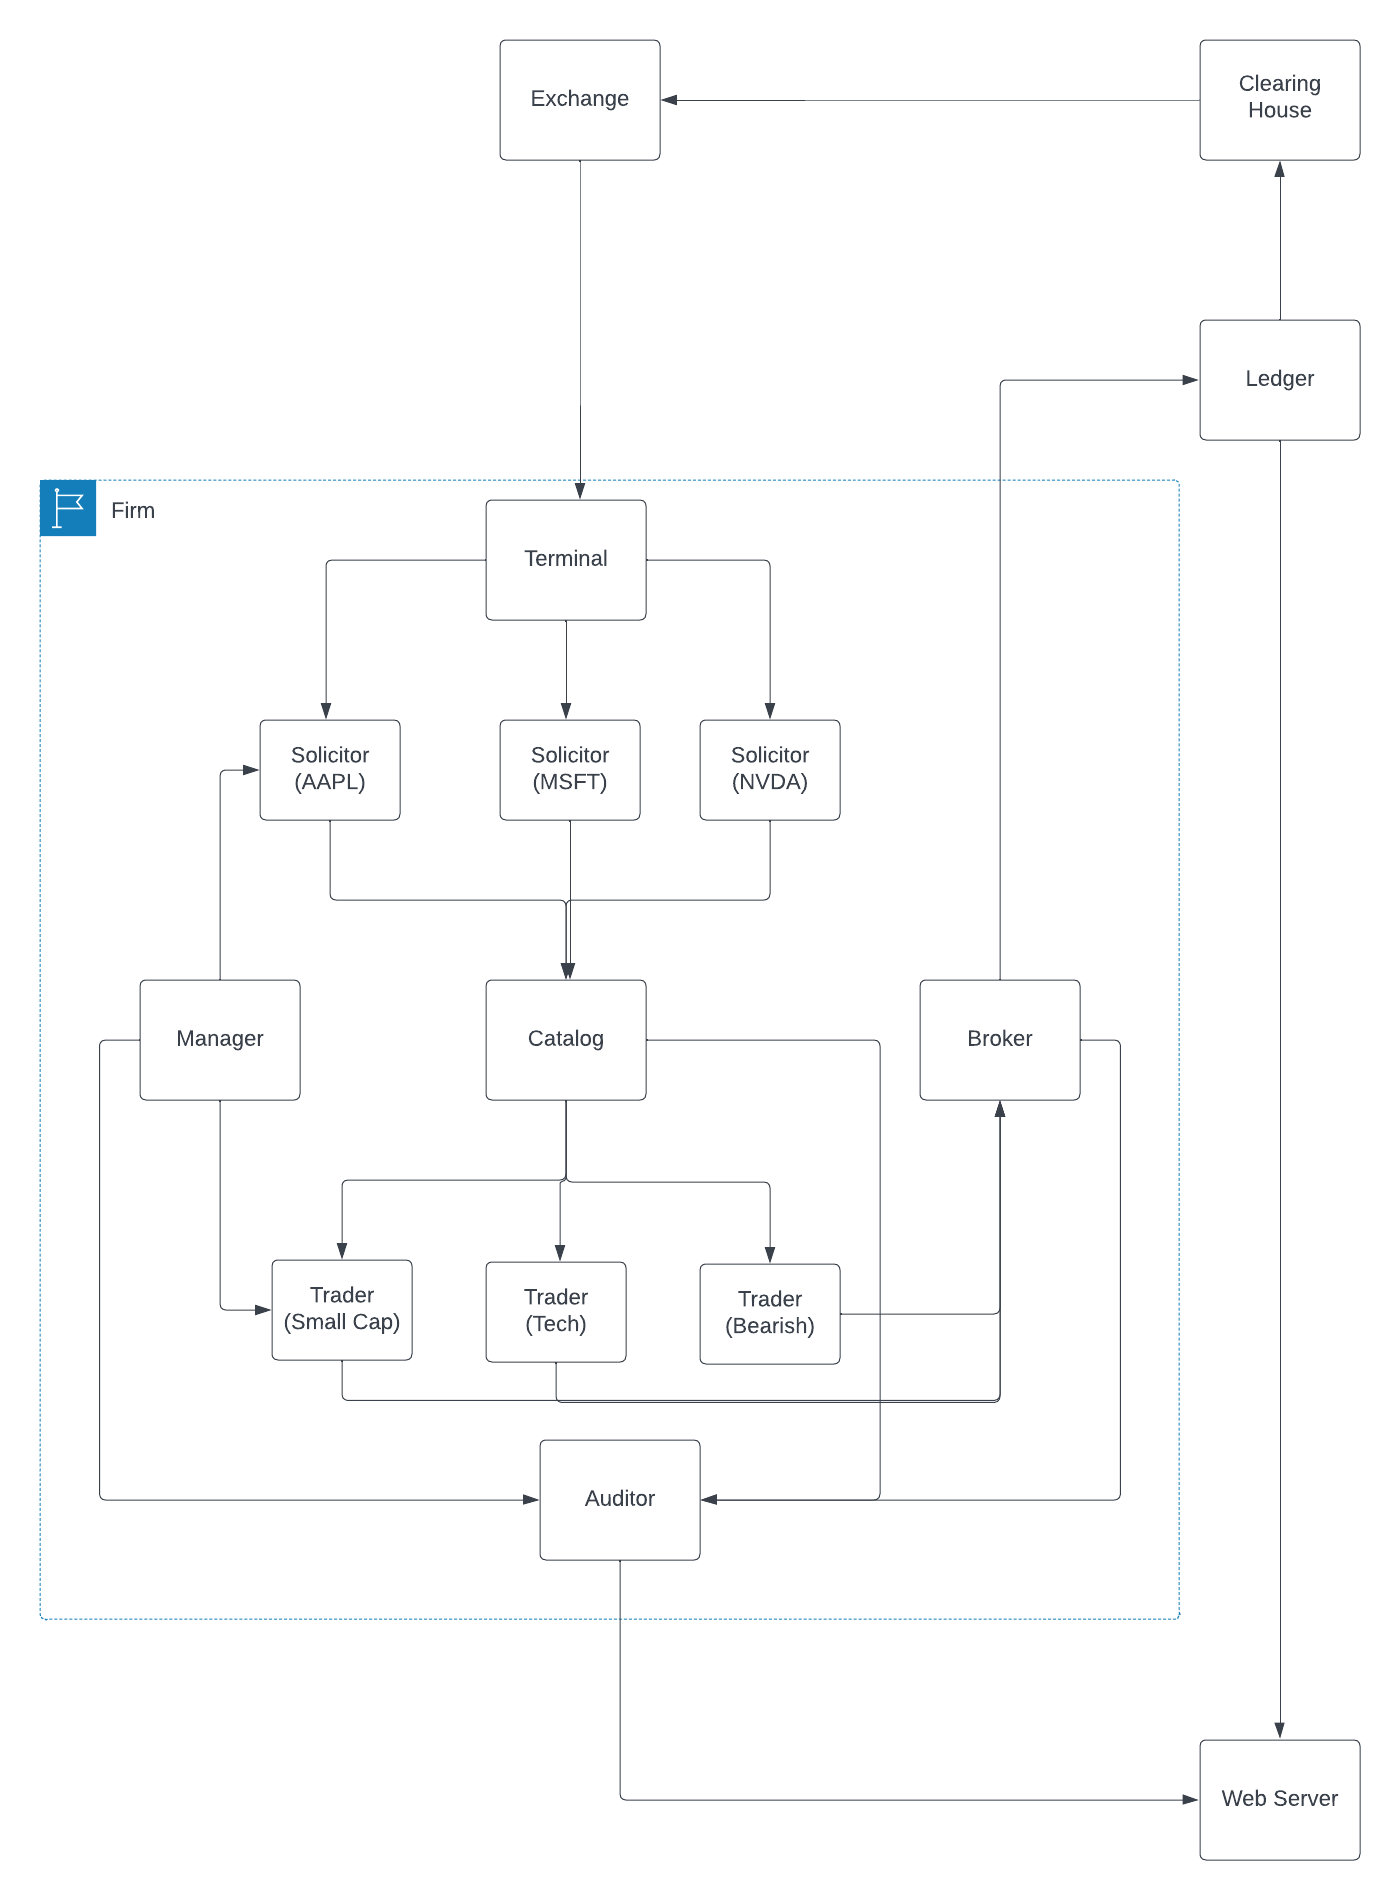 Exchange
Clearing
House
Ledger
Firm
Terminal
Solicitor
(AAPL)
Solicitor
(MSFT)
Solicitor
(NVDA)
Manager
Catalog
Broker
Trader
(Small Cap)
Trader
(Tech)
Trader
(Bearish)
Auditor
Web Server